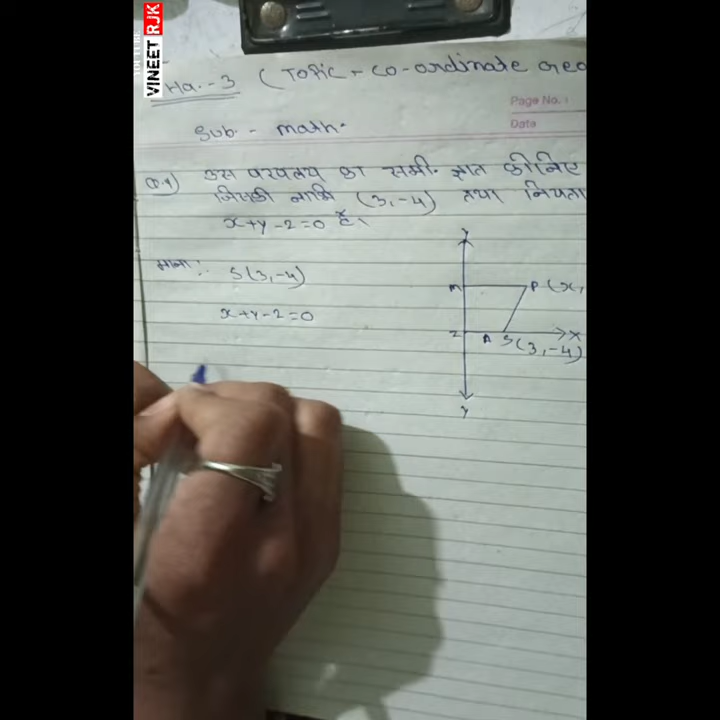 VINEET RJK
Ha.-3 (Topic - Co-ordinate Geo
Page No. :
Date
Sub. - math.
Q.1) उस परवलय का समी. ज्ञात कीजिए
जिसकी नाभि (3,-4) तथा नियता
x+y-2=0 है।
माना :- S(3,-4)
x+y-2=0
y
M P(x,
Z A S(3,-4) X
y